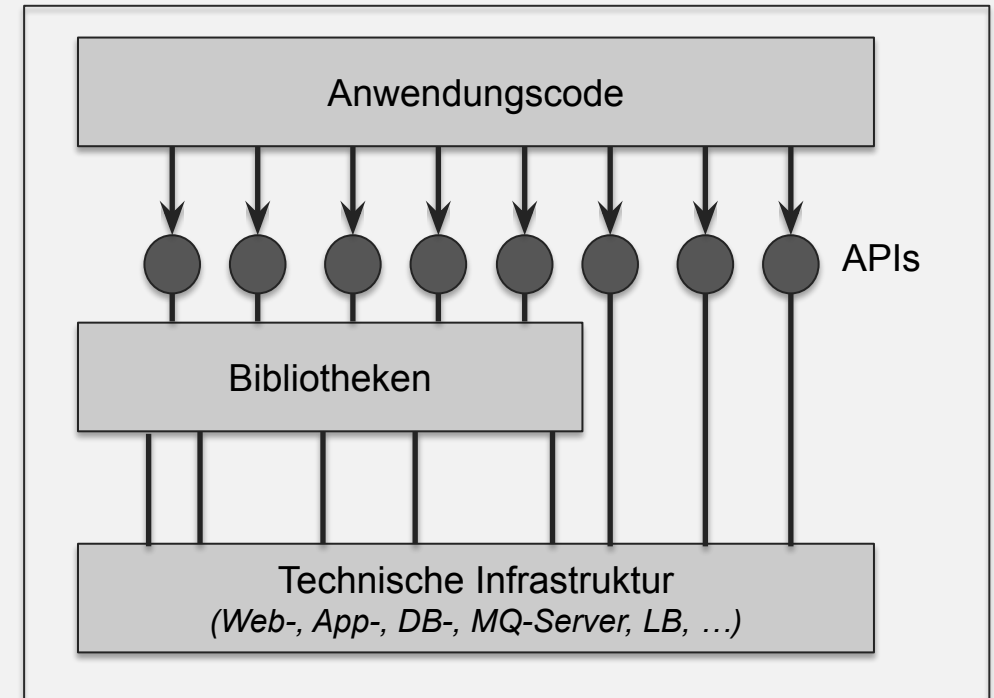 Anwendungscode
APIs
Bibliotheken
Technische Infrastruktur
(Web-, App-, DB-, MQ-Server, LB, …)